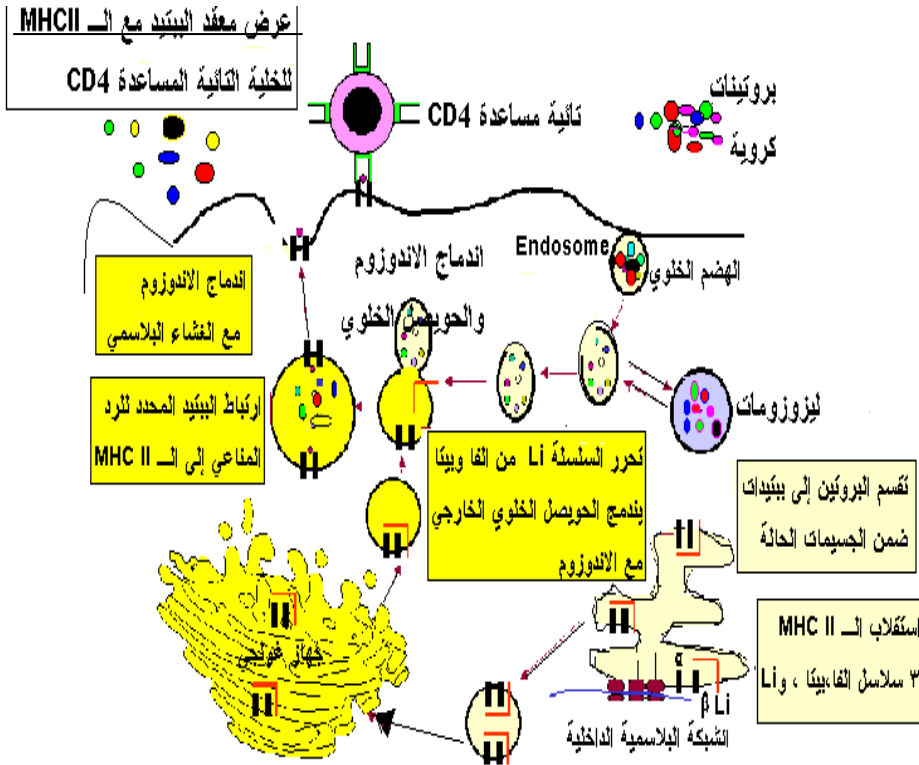 عرض معقد الببتيد مع الـ MHCII
للخلية التائية المساعدة CD4
تائية مساعدة CD4
بروتينات
كروية
Endosome
الهضم الخلوي
اندماج الاندوزوم
والحويصل الخلوي
اندماج الاندوزوم
مع الغشاء البلاسمي
ارتباط الببتيد المحدد للرد
المناعي إلى الـ MHC II
ليزوزومات
تحرر السلسلة Li من الفا وبيتا
يندمج الحويصل الخلوي الخارجي
مع الاندوزوم
تقسم البروتين إلى ببتيدات
ضمن الجسيمات الحالة
استقلاب الـ MHC II
٣ سلاسل الفا،بيتا ، وLi
جهاز غولجي
α
β Li
الشبكة البلاسمية الداخلية